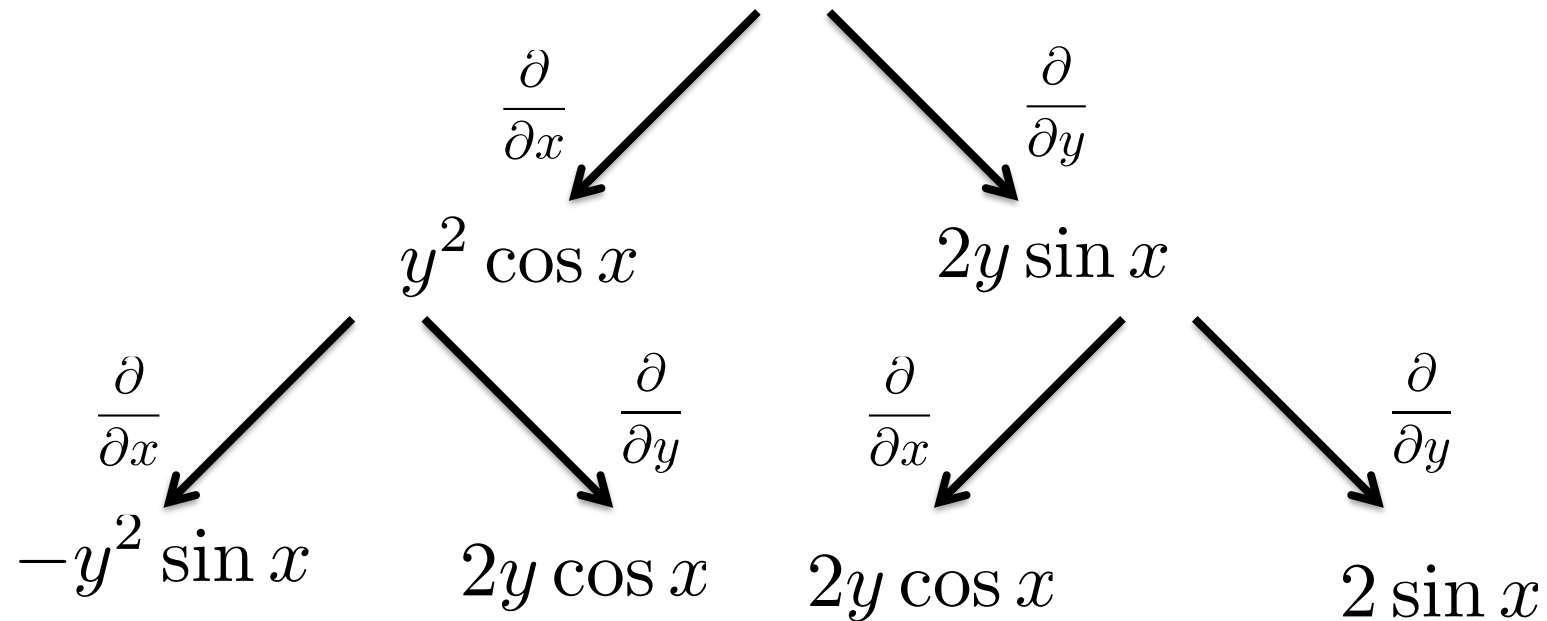 ∂/∂x ∂/∂y
y² cos x 2y sin x
∂/∂x ∂/∂y ∂/∂x ∂/∂y
−y² sin x 2y cos x 2y cos x 2 sin x